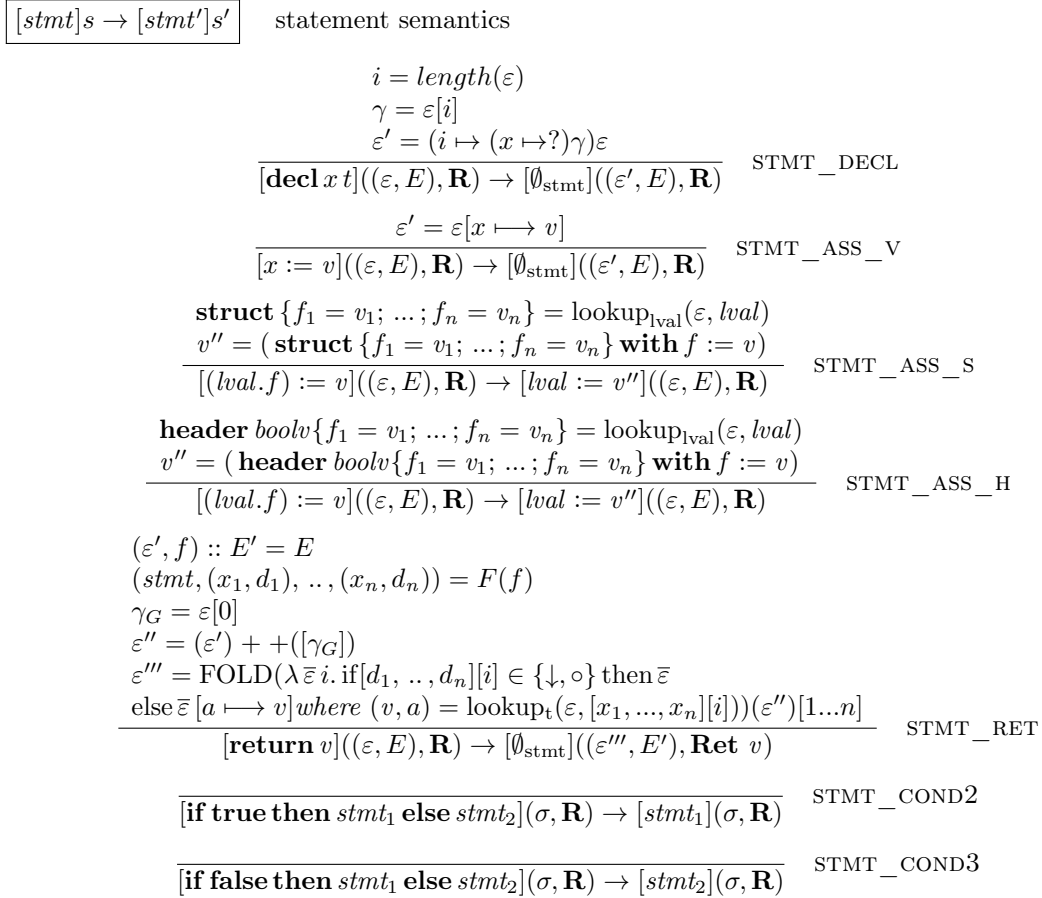 [stmt]s → [stmt′]s′ statement semantics
i = length(ε)
γ = ε[i]
ε′ = (i ↦ (x ↦?)γ)ε
[decl x t]((ε, E), R) → [∅stmt]((ε′, E), R) STMT_DECL
ε′ = ε[x ⟼ v]
[x := v]((ε, E), R) → [∅stmt]((ε′, E), R) STMT_ASS_V
struct {f₁ = v₁; ...; fₙ = vₙ} = lookuplval(ε, lval)
v′′ = ( struct {f₁ = v₁; ...; fₙ = vₙ} with f := v)
[(lval.f) := v]((ε, E), R) → [lval := v′′]((ε, E), R) STMT_ASS_S
header boolv{f₁ = v₁; ...; fₙ = vₙ} = lookuplval(ε, lval)
v′′ = ( header boolv{f₁ = v₁; ...; fₙ = vₙ} with f := v)
[(lval.f) := v]((ε, E), R) → [lval := v′′]((ε, E), R) STMT_ASS_H
(ε′, f) :: E′ = E
(stmt, (x₁, d₁), .., (xₙ, dₙ)) = F(f)
γG = ε[0]
ε′′ = (ε′) + +([γG])
ε′′′ = FOLD(λ ε̅ i. if[d₁, .., dₙ][i] ∈ {↓, ∘} then ε̅
else ε̅ [a ⟼ v]where (v, a) = lookupt(ε, [x₁, ..., xₙ][i]))(ε′′)[1...n]
[return v]((ε, E), R) → [∅stmt]((ε′′′, E′), Ret v) STMT_RET
[if true then stmt₁ else stmt₂](σ, R) → [stmt₁](σ, R) STMT_COND2
[if false then stmt₁ else stmt₂](σ, R) → [stmt₂](σ, R) STMT_COND3